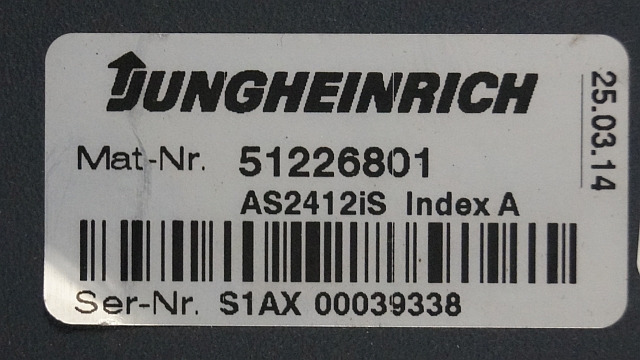 JUNGHEINRICH
25.03.14
Mat-Nr. 51226801
AS2412iS Index A
Ser-Nr. S1AX 00039338